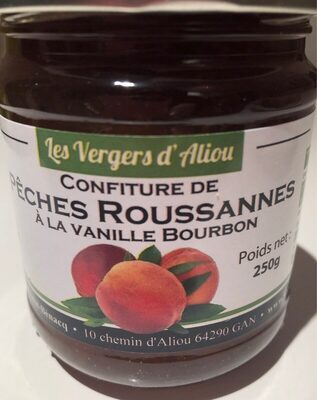 Les Vergers d'Aliou
CONFITURE DE
PÊCHES ROUSSANNES
À LA VANILLE BOURBON
Poids net :
250g
• 10 chemin d'Aliou 64290 GAN •